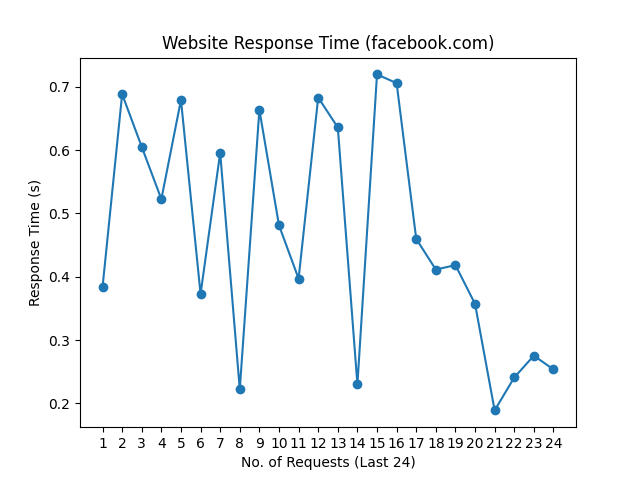 Website Response Time (facebook.com)
Response Time (s)
0.7
0.6
0.5
0.4
0.3
0.2
1 2 3 4 5 6 7 8 9 10 11 12 13 14 15 16 17 18 19 20 21 22 23 24
No. of Requests (Last 24)